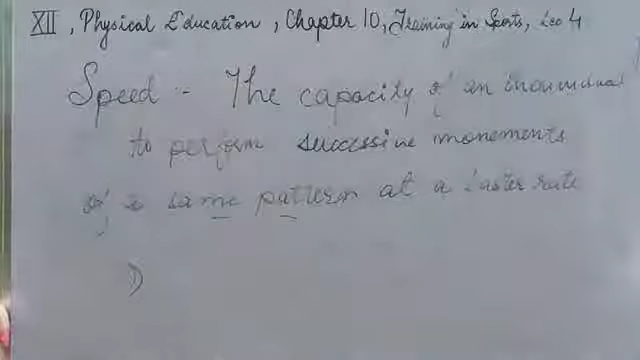 XII, Physical Education, Chapter 10, Training in Sports, Lec 4
Speed :- The capacity of an individual
to perform successive movements
of a same pattern at a faster rate
1)